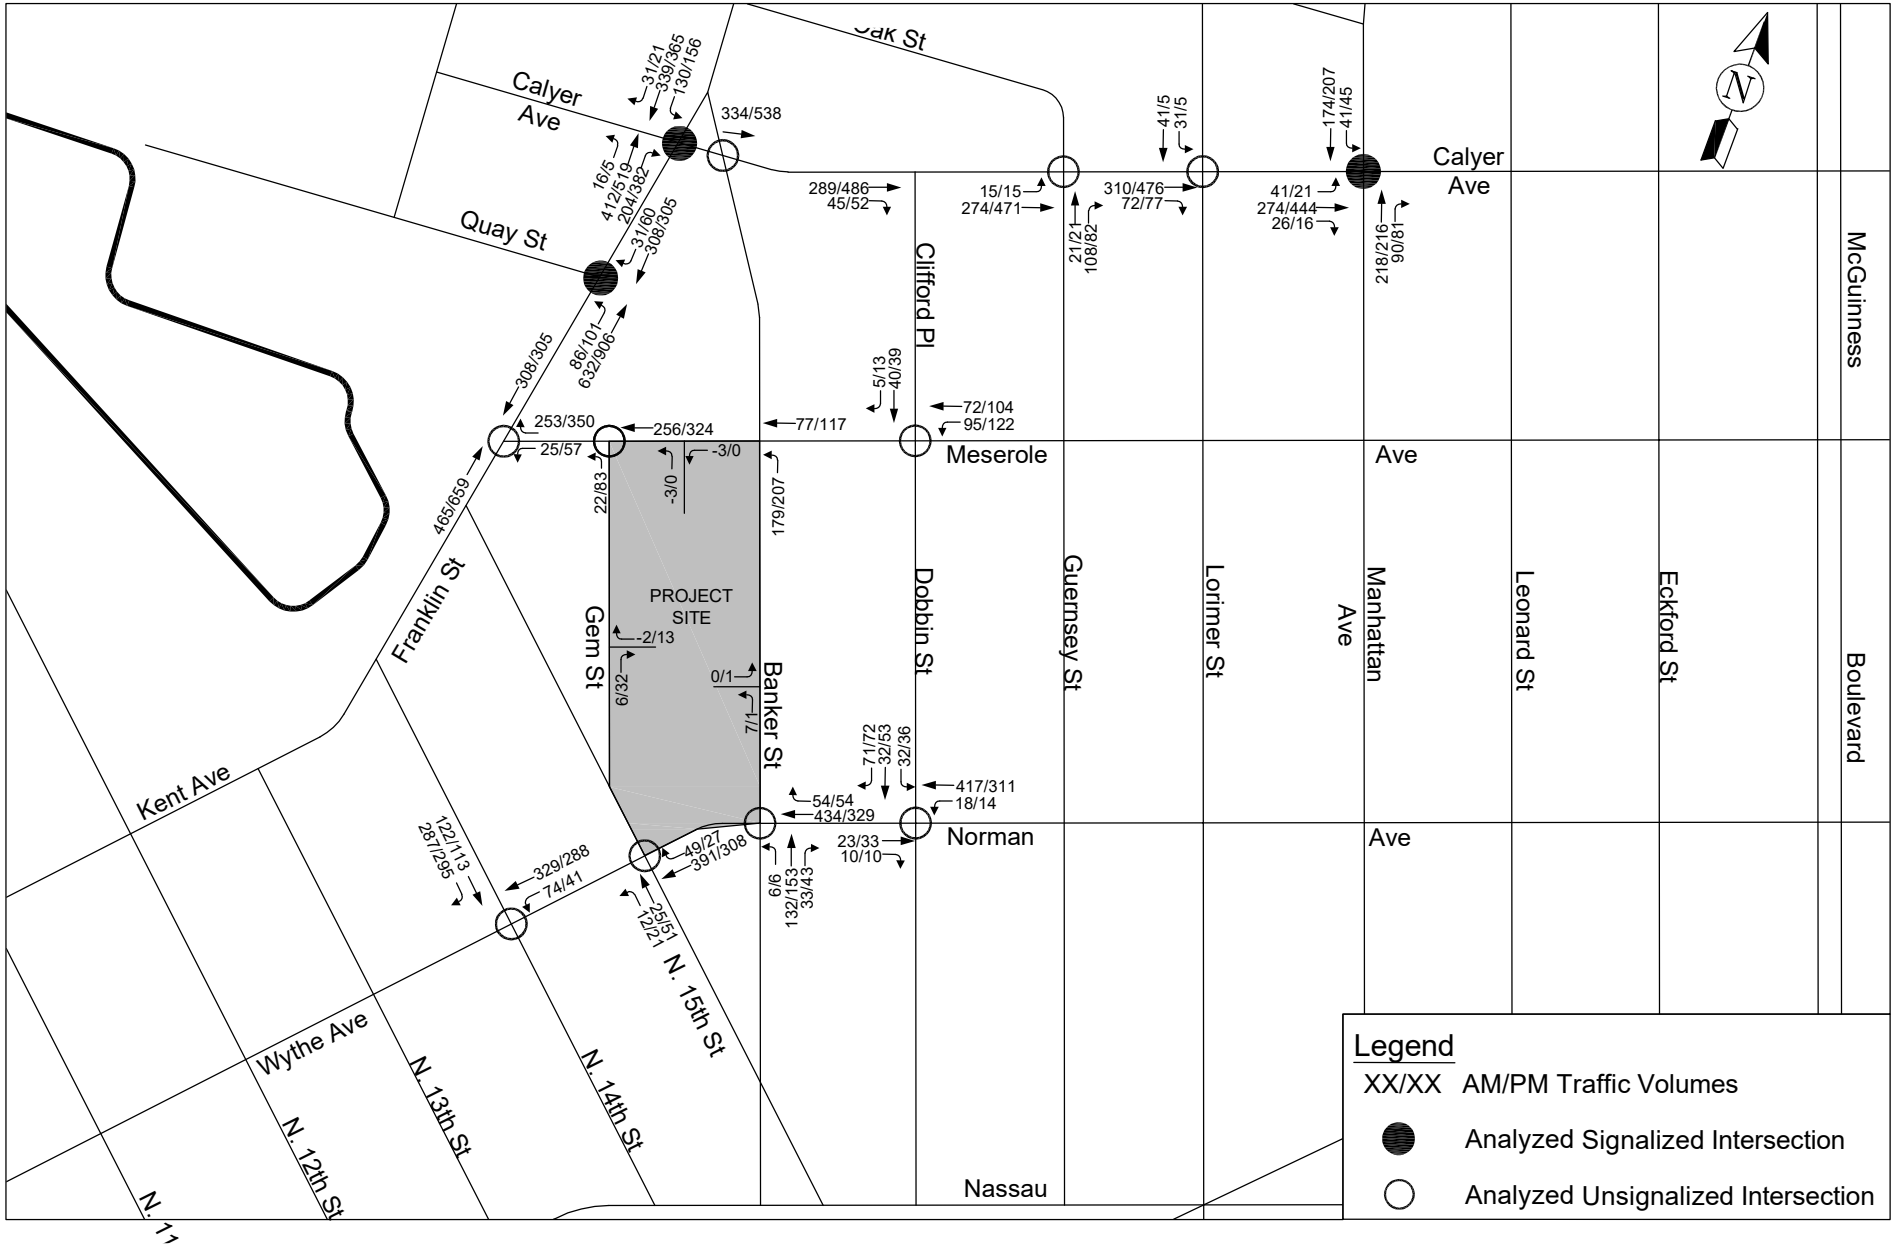 Oak St
31/21
339/365
130/156
Calyer
Ave
334/538
N
41/5
31/5
174/207
41/45
Calyer
Ave
16/5
412/519
204/382
289/486
45/52
15/15
274/471
310/476
72/77
41/21
274/444
26/16
21/21
108/82
218/216
90/81
Quay St
31/60
308/305
Clifford Pl
McGuinness
86/101
632/906
308/305
5/13
40/39
72/104
95/122
253/350
25/57
256/324
77/117
Meserole
Ave
-3/0
-3/0
465/659
22/83
179/207
Franklin St
PROJECT
SITE
Gem St
-2/13
6/32
0/1
7/1
Banker St
Dobbin St
Guernsey St
Lorimer St
Manhattan
Ave
Leonard St
Eckford St
Boulevard
Kent Ave
71/72
32/53
32/36
417/311
18/14
54/54
434/329
23/33
10/10
Norman
Ave
122/113
287/295
329/288
74/41
49/27
391/308
25/51
12/21
6/6
132/153
33/43
N. 15th St
Wythe Ave
N. 14th St
N. 13th St
N. 12th St
N. 11
Nassau
Legend
XX/XX AM/PM Traffic Volumes
Analyzed Signalized Intersection
Analyzed Unsignalized Intersection